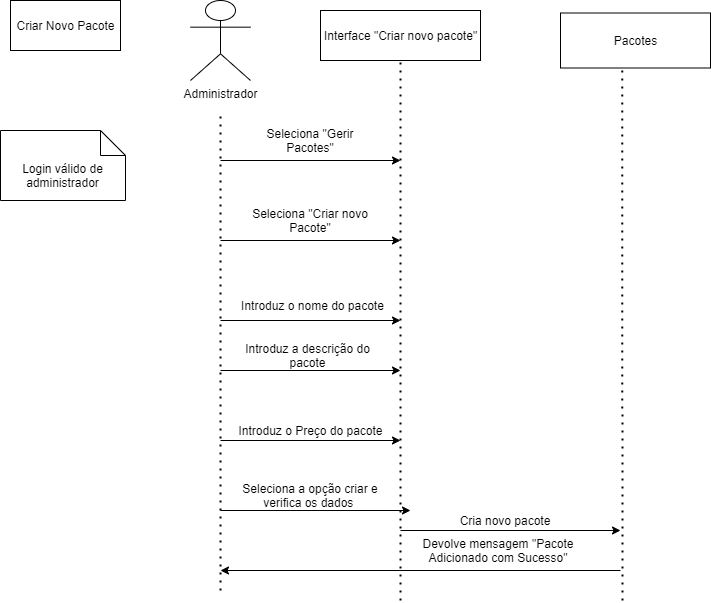 Criar Novo Pacote
Interface "Criar novo pacote"
Pacotes
Administrador
Login válido de
administrador
Seleciona "Gerir
Pacotes"
Seleciona "Criar novo
Pacote"
Introduz o nome do pacote
Introduz a descrição do
pacote
Introduz o Preço do pacote
Seleciona a opção criar e
verifica os dados
Cria novo pacote
Devolve mensagem "Pacote
Adicionado com Sucesso"